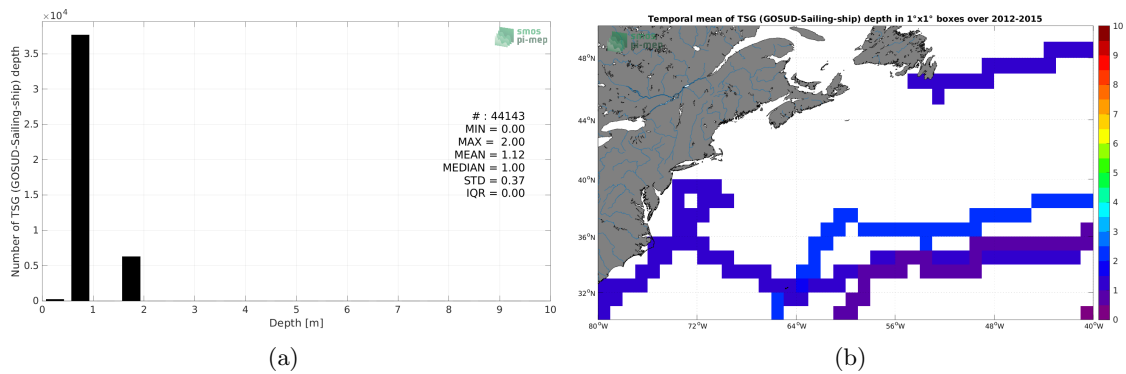 ×10⁴
3.5
3
2.5
2
1.5
1
0.5
0
0 1 2 3 4 5 6 7 8 9 10
Number of TSG (GOSUD-Sailing-ship) depth
Depth [m]
smos
pi-mep
# : 44143
MIN = 0.00
MAX = 2.00
MEAN = 1.12
MEDIAN = 1.00
STD = 0.37
IQR = 0.00
(a)
Temporal mean of TSG (GOSUD-Sailing-ship) depth in 1°x1° boxes over 2012-2015
smos
pi-mep
48°N
44°N
40°N
36°N
32°N
80°W 72°W 64°W 56°W 48°W 40°W
10
9
8
7
6
5
4
3
2
1
0
(b)